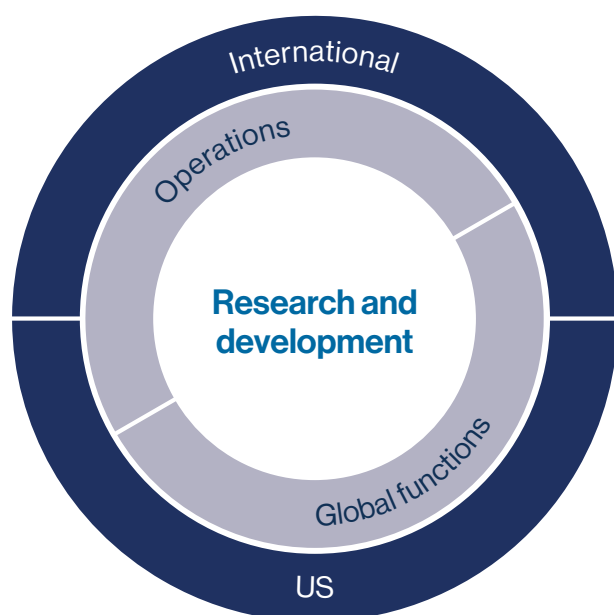 International
Operations
Research and
development
Global functions
US